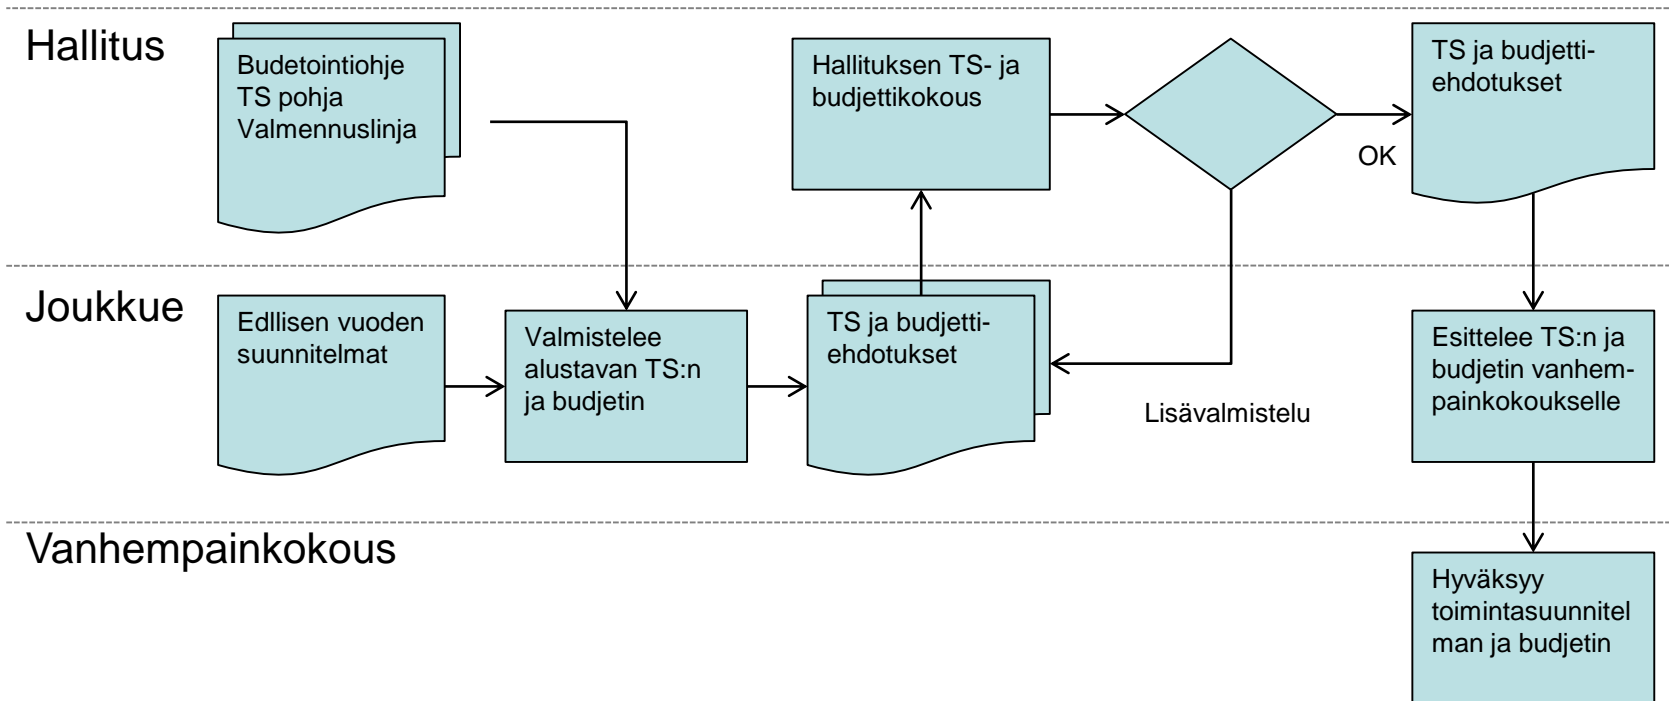 Hallitus
Budetointiohje
TS pohja
Valmennuslinja
Hallituksen TS- ja
budjettikokous
OK
TS ja budjetti-
ehdotukset
Joukkue
Edllisen vuoden
suunnitelmat
Valmistelee
alustavan TS:n
ja budjetin
TS ja budjetti-
ehdotukset
Lisävalmistelu
Esittelee TS:n ja
budjetin vanhem-
painkokoukselle
Vanhempainkokous
Hyväksyy
toimintasuunnitel
man ja budjetin